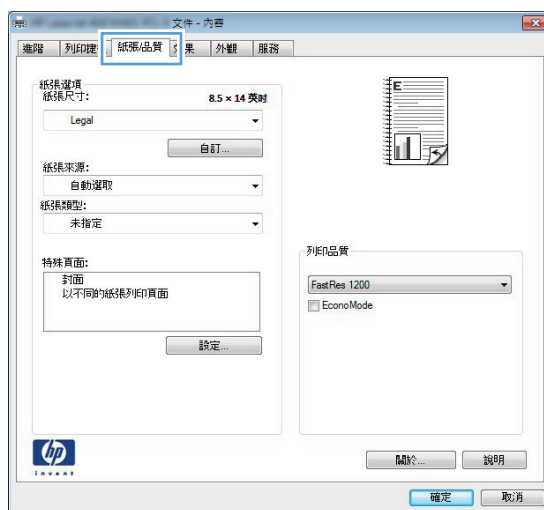 文件 - 內容
進階
紙張/品質
外觀
服務
紙張選項
紙張尺寸:
8.5 × 14 英吋
Legal
自訂...
紙張來源:
自動選取
紙張類型:
未指定
特殊頁面:
封面
以不同的紙張列印頁面
設定...
E
列印品質
FastRes 1200
EconoMode
hp
invent
關於...
說明
確定
取消